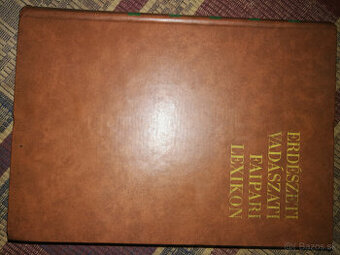 ERDÉSZETI
VADÁSZATI
FAIPARI
LEXIKON